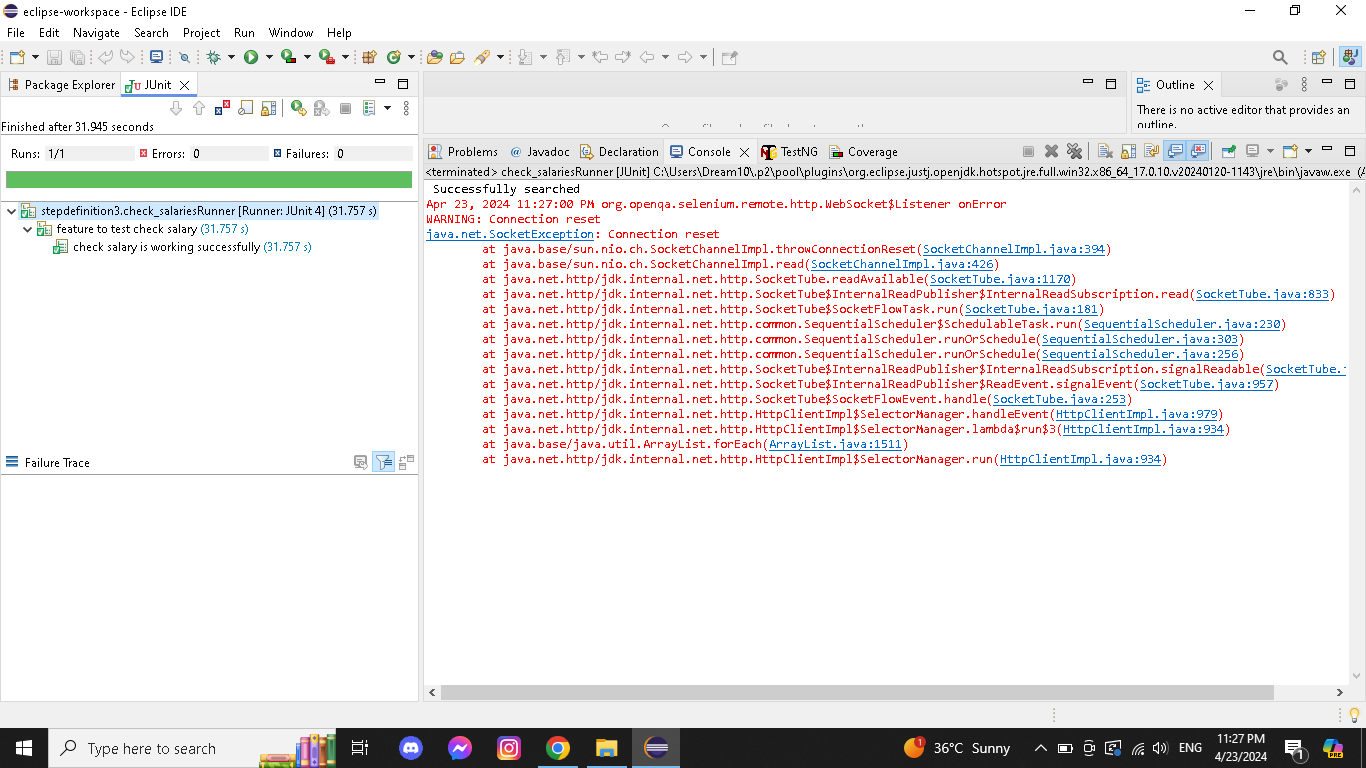 eclipse-workspace - Eclipse IDE
File Edit Navigate Search Project Run Window Help
Package Explorer JUnit
Finished after 31.945 seconds
Runs: 1/1 Errors: 0 Failures: 0
stepdefinition3.check_salariesRunner [Runner: JUnit 4] (31.757 s)
feature to test check salary (31.757 s)
check salary is working successfully (31.757 s)
Failure Trace
Outline
There is no active editor that provides an
outline.
Problems @ Javadoc Declaration Console TestNG Coverage
<terminated> check_salariesRunner [JUnit] C:\Users\Dream10\.p2\pool\plugins\org.eclipse.justj.openjdk.hotspot.jre.full.win32.x86_64_17.0.10.v20240120-1143\jre\bin\javaw.exe (A
Successfully searched
Apr 23, 2024 11:27:00 PM org.openqa.selenium.remote.http.WebSocket$Listener onError
WARNING: Connection reset
java.net.SocketException: Connection reset
at java.base/sun.nio.ch.SocketChannelImpl.throwConnectionReset(SocketChannelImpl.java:394)
at java.base/sun.nio.ch.SocketChannelImpl.read(SocketChannelImpl.java:426)
at java.net.http/jdk.internal.net.http.SocketTube.readAvailable(SocketTube.java:1170)
at java.net.http/jdk.internal.net.http.SocketTube$InternalReadPublisher$InternalReadSubscription.read(SocketTube.java:833)
at java.net.http/jdk.internal.net.http.SocketTube$SocketFlowTask.run(SocketTube.java:181)
at java.net.http/jdk.internal.net.http.common.SequentialScheduler$SchedulableTask.run(SequentialScheduler.java:230)
at java.net.http/jdk.internal.net.http.common.SequentialScheduler.runOrSchedule(SequentialScheduler.java:303)
at java.net.http/jdk.internal.net.http.common.SequentialScheduler.runOrSchedule(SequentialScheduler.java:256)
at java.net.http/jdk.internal.net.http.SocketTube$InternalReadPublisher$InternalReadSubscription.signalReadable(SocketTube.
at java.net.http/jdk.internal.net.http.SocketTube$InternalReadPublisher$ReadEvent.signalEvent(SocketTube.java:957)
at java.net.http/jdk.internal.net.http.SocketTube$SocketFlowEvent.handle(SocketTube.java:253)
at java.net.http/jdk.internal.net.http.HttpClientImpl$SelectorManager.handleEvent(HttpClientImpl.java:979)
at java.net.http/jdk.internal.net.http.HttpClientImpl$SelectorManager.lambda$run$3(HttpClientImpl.java:934)
at java.base/java.util.ArrayList.forEach(ArrayList.java:1511)
at java.net.http/jdk.internal.net.http.HttpClientImpl$SelectorManager.run(HttpClientImpl.java:934)
Type here to search
1
36°C Sunny
ENG
11:27 PM
4/23/2024
1
PRE